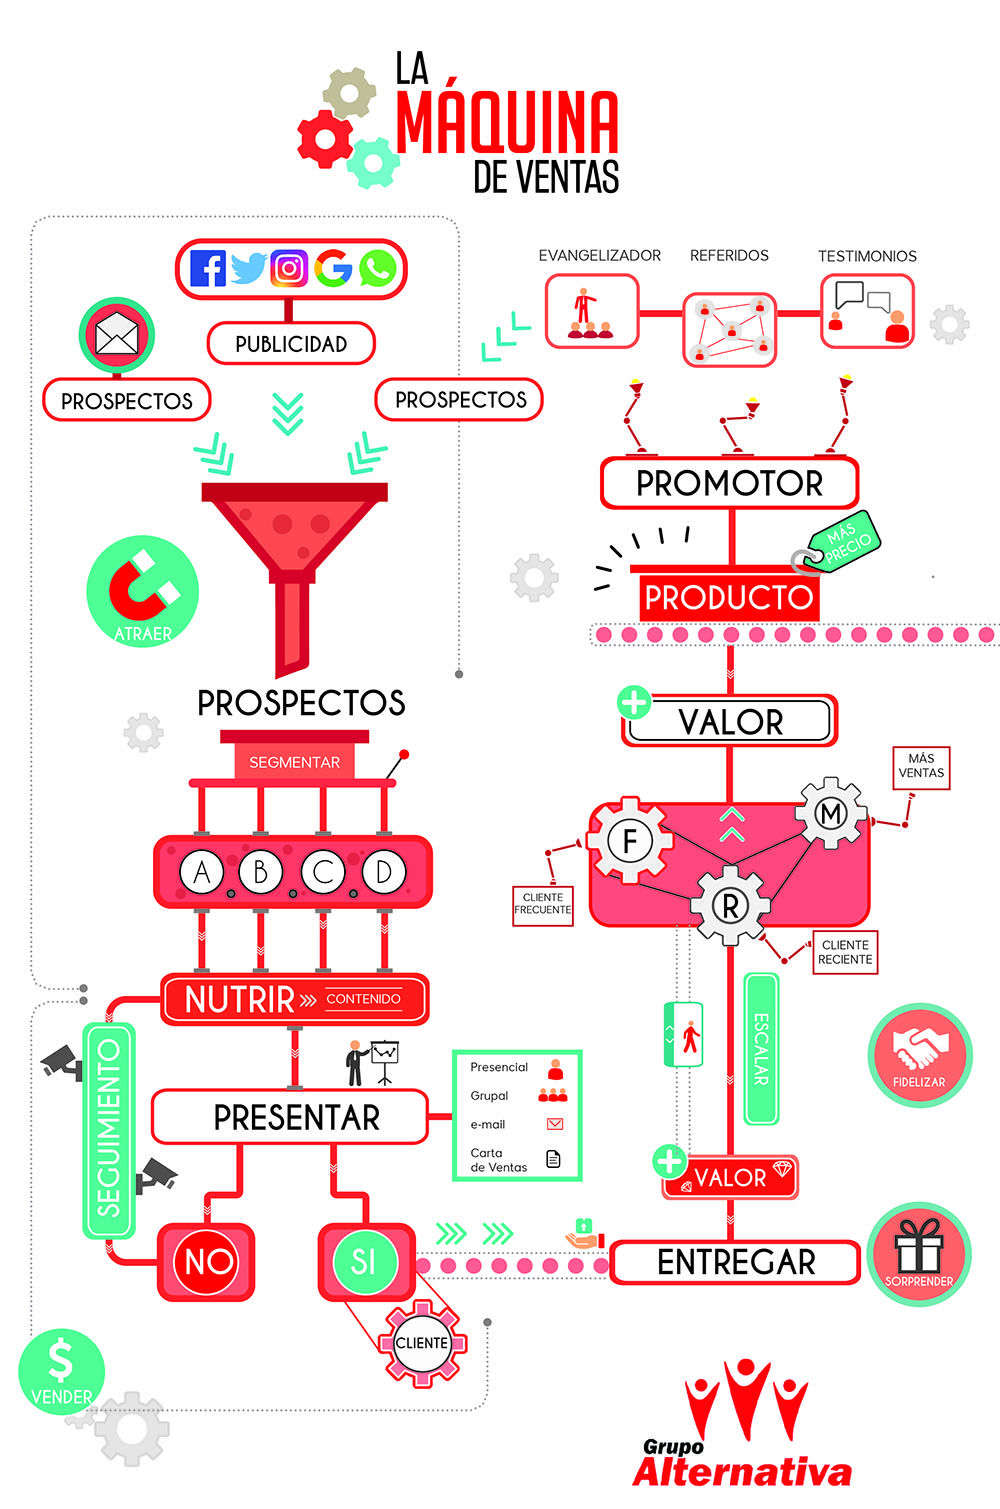 LA
MÁQUINA
DE VENTAS
PUBLICIDAD
PROSPECTOS
PROSPECTOS
ATRAER
PROSPECTOS
SEGMENTAR
A B C D
NUTRIR
CONTENIDO
SEGUIMIENTO
PRESENTAR
Presencial
Grupal
e-mail
Carta
de Ventas
NO
SI
CLIENTE
$
VENDER
EVANGELIZADOR
REFERIDOS
TESTIMONIOS
PROMOTOR
MÁS
PRECIO
PRODUCTO
VALOR
MÁS
VENTAS
F
M
R
CLIENTE
FRECUENTE
CLIENTE
RECIENTE
ESCALAR
FIDELIZAR
VALOR
ENTREGAR
SORPRENDER
Grupo
Alternativa